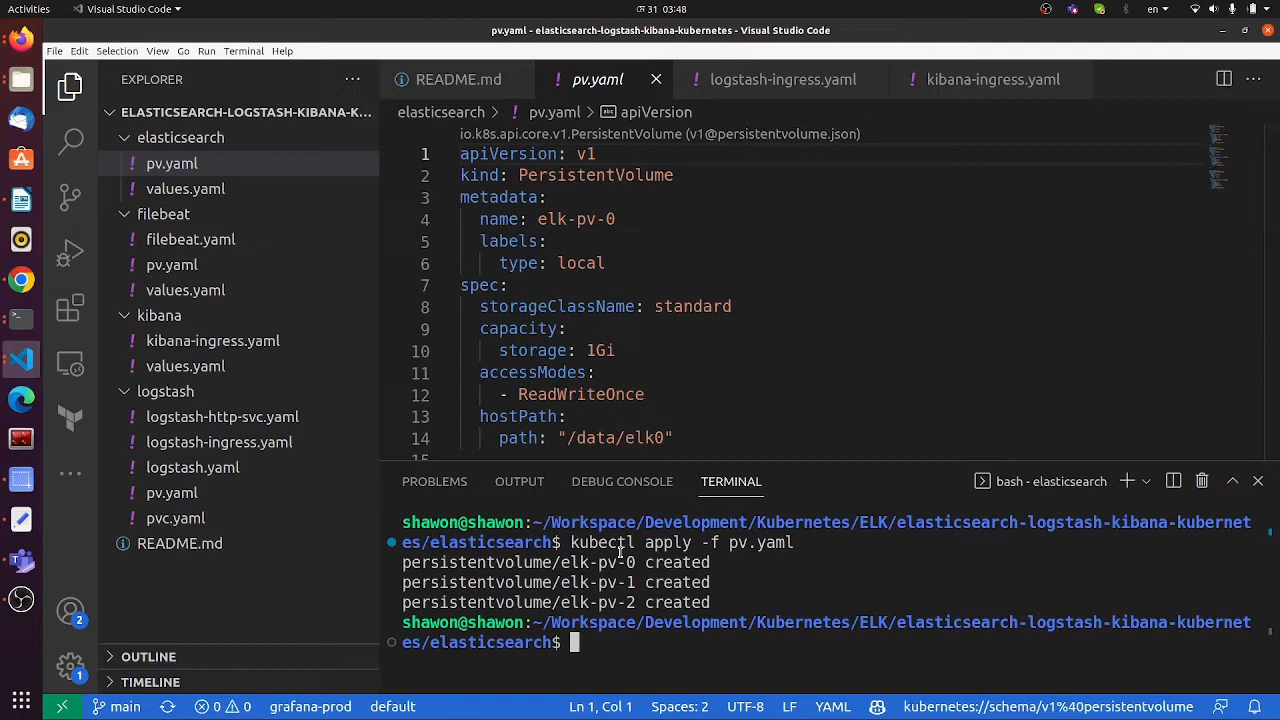 Activities
Visual Studio Code
মে 31 03:48
en
pv.yaml - elasticsearch-logstash-kibana-kubernetes - Visual Studio Code
File Edit Selection View Go Run Terminal Help
EXPLORER
ELASTICSEARCH-LOGSTASH-KIBANA-K...
elasticsearch
pv.yaml
values.yaml
filebeat
filebeat.yaml
pv.yaml
values.yaml
kibana
kibana-ingress.yaml
values.yaml
logstash
logstash-http-svc.yaml
logstash-ingress.yaml
logstash.yaml
pv.yaml
pvc.yaml
README.md
OUTLINE
TIMELINE
2
1
README.md
pv.yaml
logstash-ingress.yaml
kibana-ingress.yaml
elasticsearch > pv.yaml > apiVersion
io.k8s.api.core.v1.PersistentVolume (v1@persistentvolume.json)
1 apiVersion: v1
2 kind: PersistentVolume
3 metadata:
4 name: elk-pv-0
5 labels:
6 type: local
7 spec:
8 storageClassName: standard
9 capacity:
10 storage: 1Gi
11 accessModes:
12 - ReadWriteOnce
13 hostPath:
14 path: "/data/elk0"
15
PROBLEMS OUTPUT DEBUG CONSOLE TERMINAL
bash - elasticsearch
shawon@shawon:~/Workspace/Development/Kubernetes/ELK/elasticsearch-logstash-kibana-kubernet
es/elasticsearch$ kubectl apply -f pv.yaml
persistentvolume/elk-pv-0 created
persistentvolume/elk-pv-1 created
persistentvolume/elk-pv-2 created
shawon@shawon:~/Workspace/Development/Kubernetes/ELK/elasticsearch-logstash-kibana-kubernet
es/elasticsearch$
main
0 0
grafana-prod
default
Ln 1, Col 1
Spaces: 2
UTF-8
LF
YAML
kubernetes://schema/v1%40persistentvolume